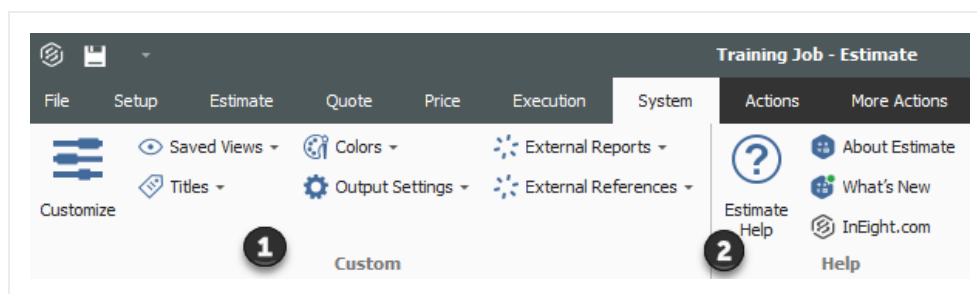 Training Job - Estimate
File Setup Estimate Quote Price Execution System Actions More Actions
Saved Views Colors External Reports About Estimate
Titles Output Settings External References What's New
Customize Estimate Help InEight.com
1 2
Custom Help